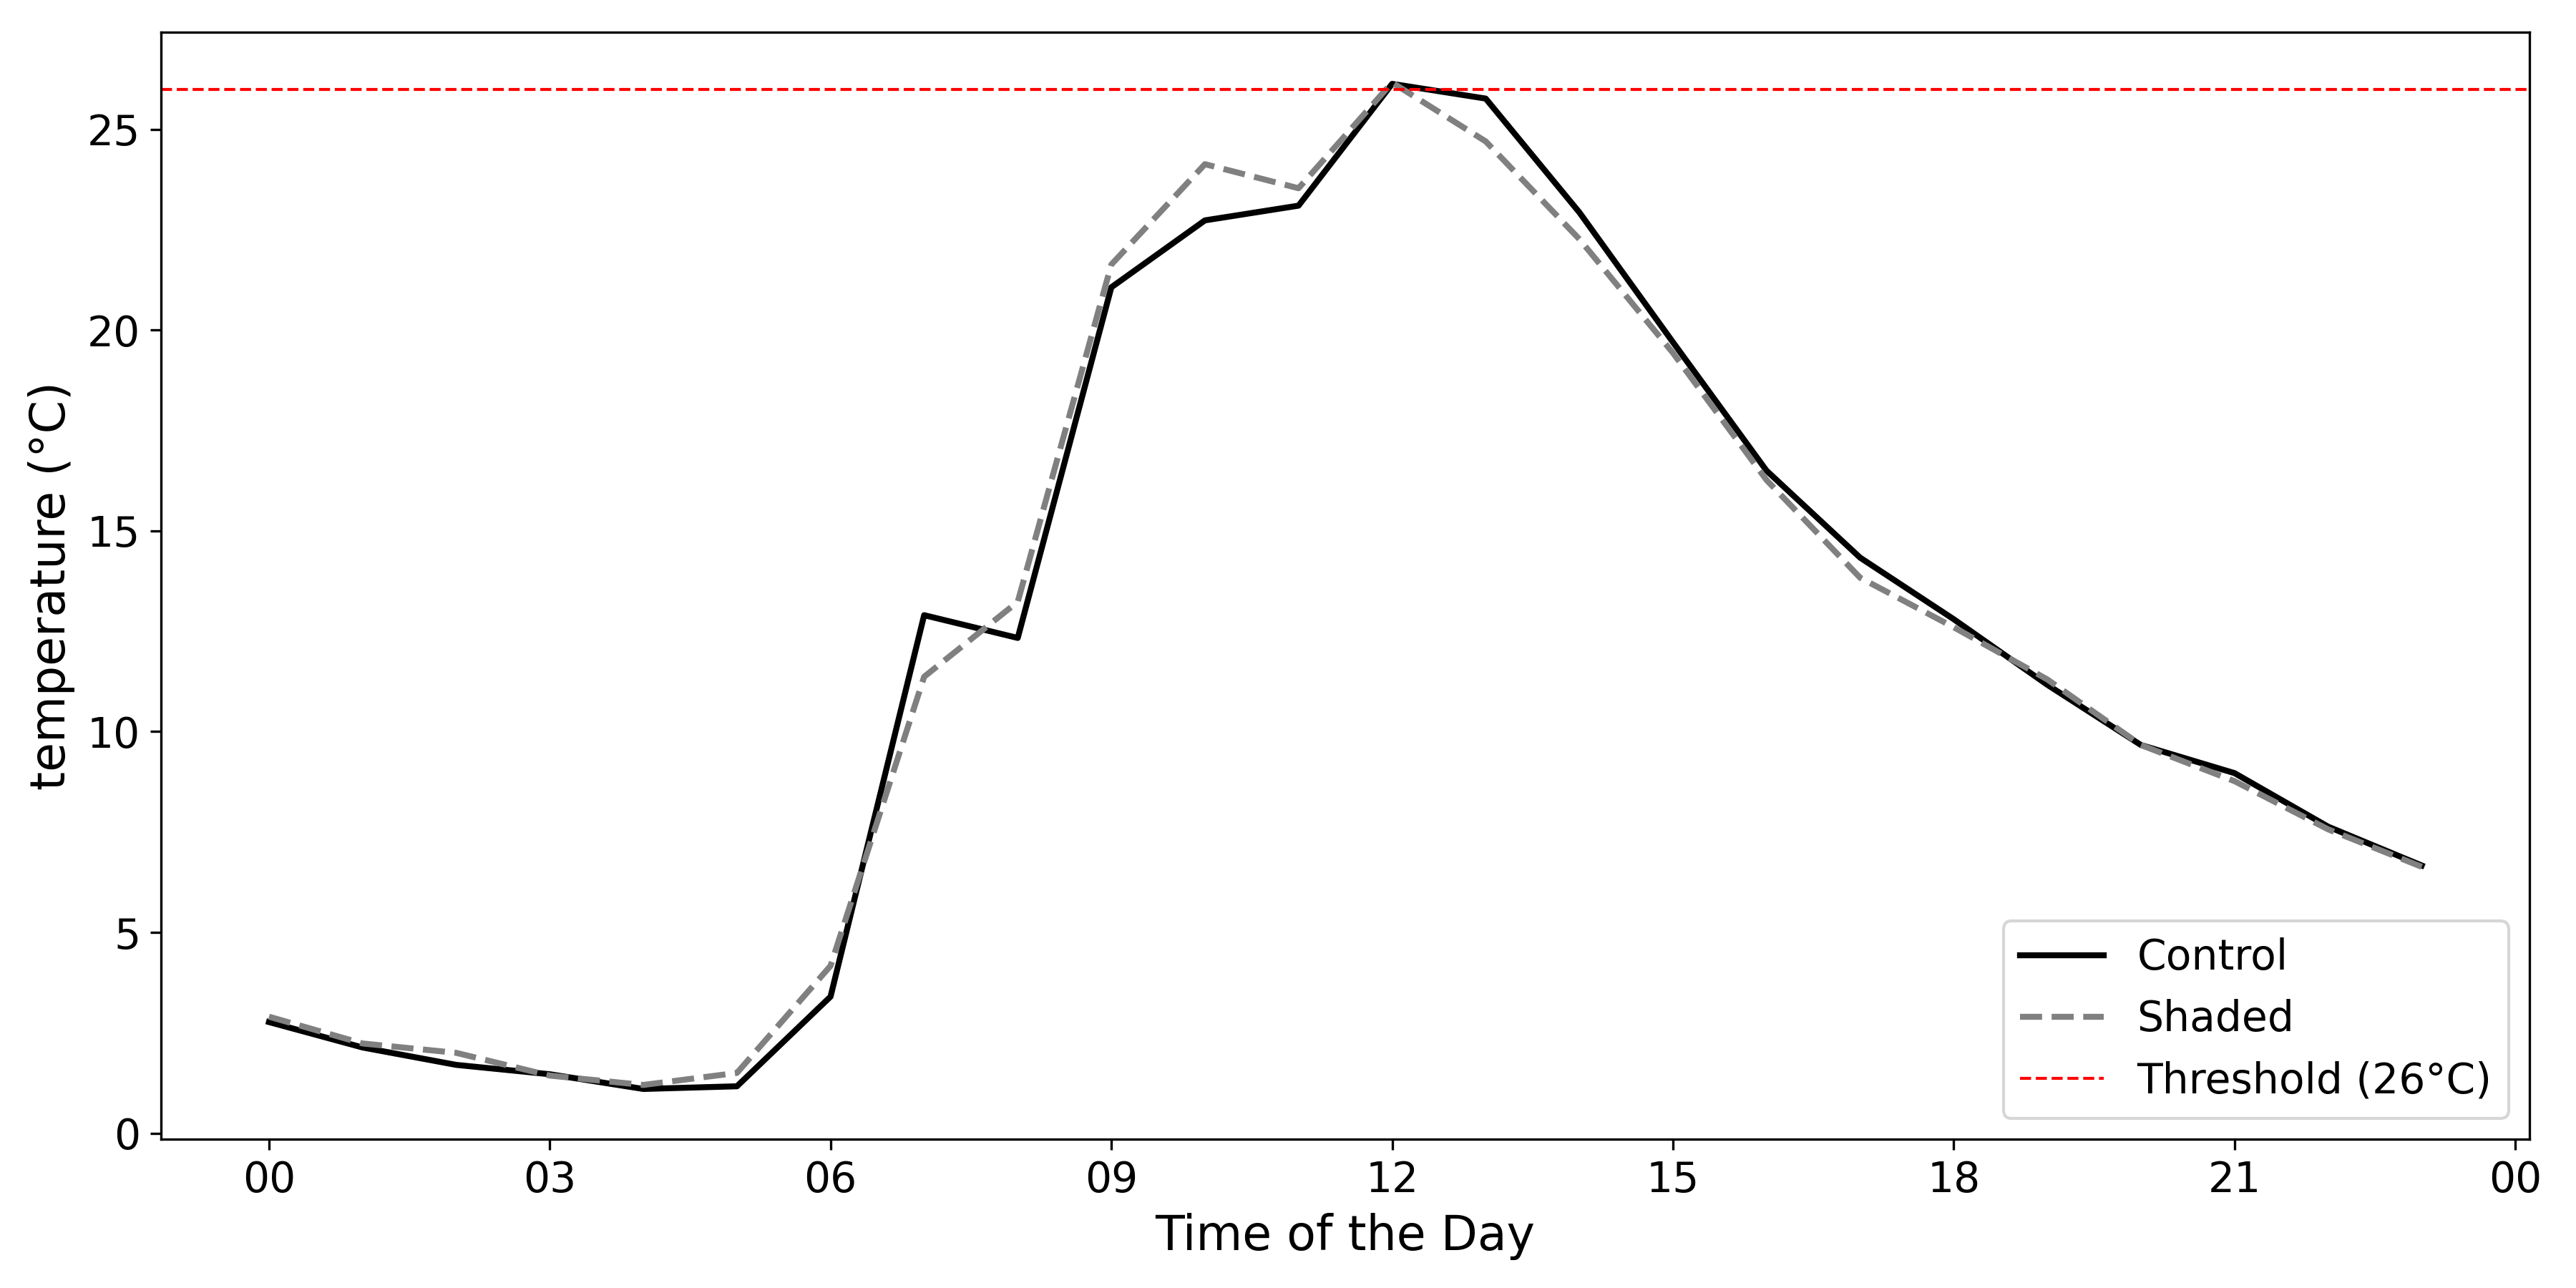 25
20
15
10
5
0
temperature (°C)
00 03 06 09 12 15 18 21 00
Time of the Day
Control
Shaded
Threshold (26°C)